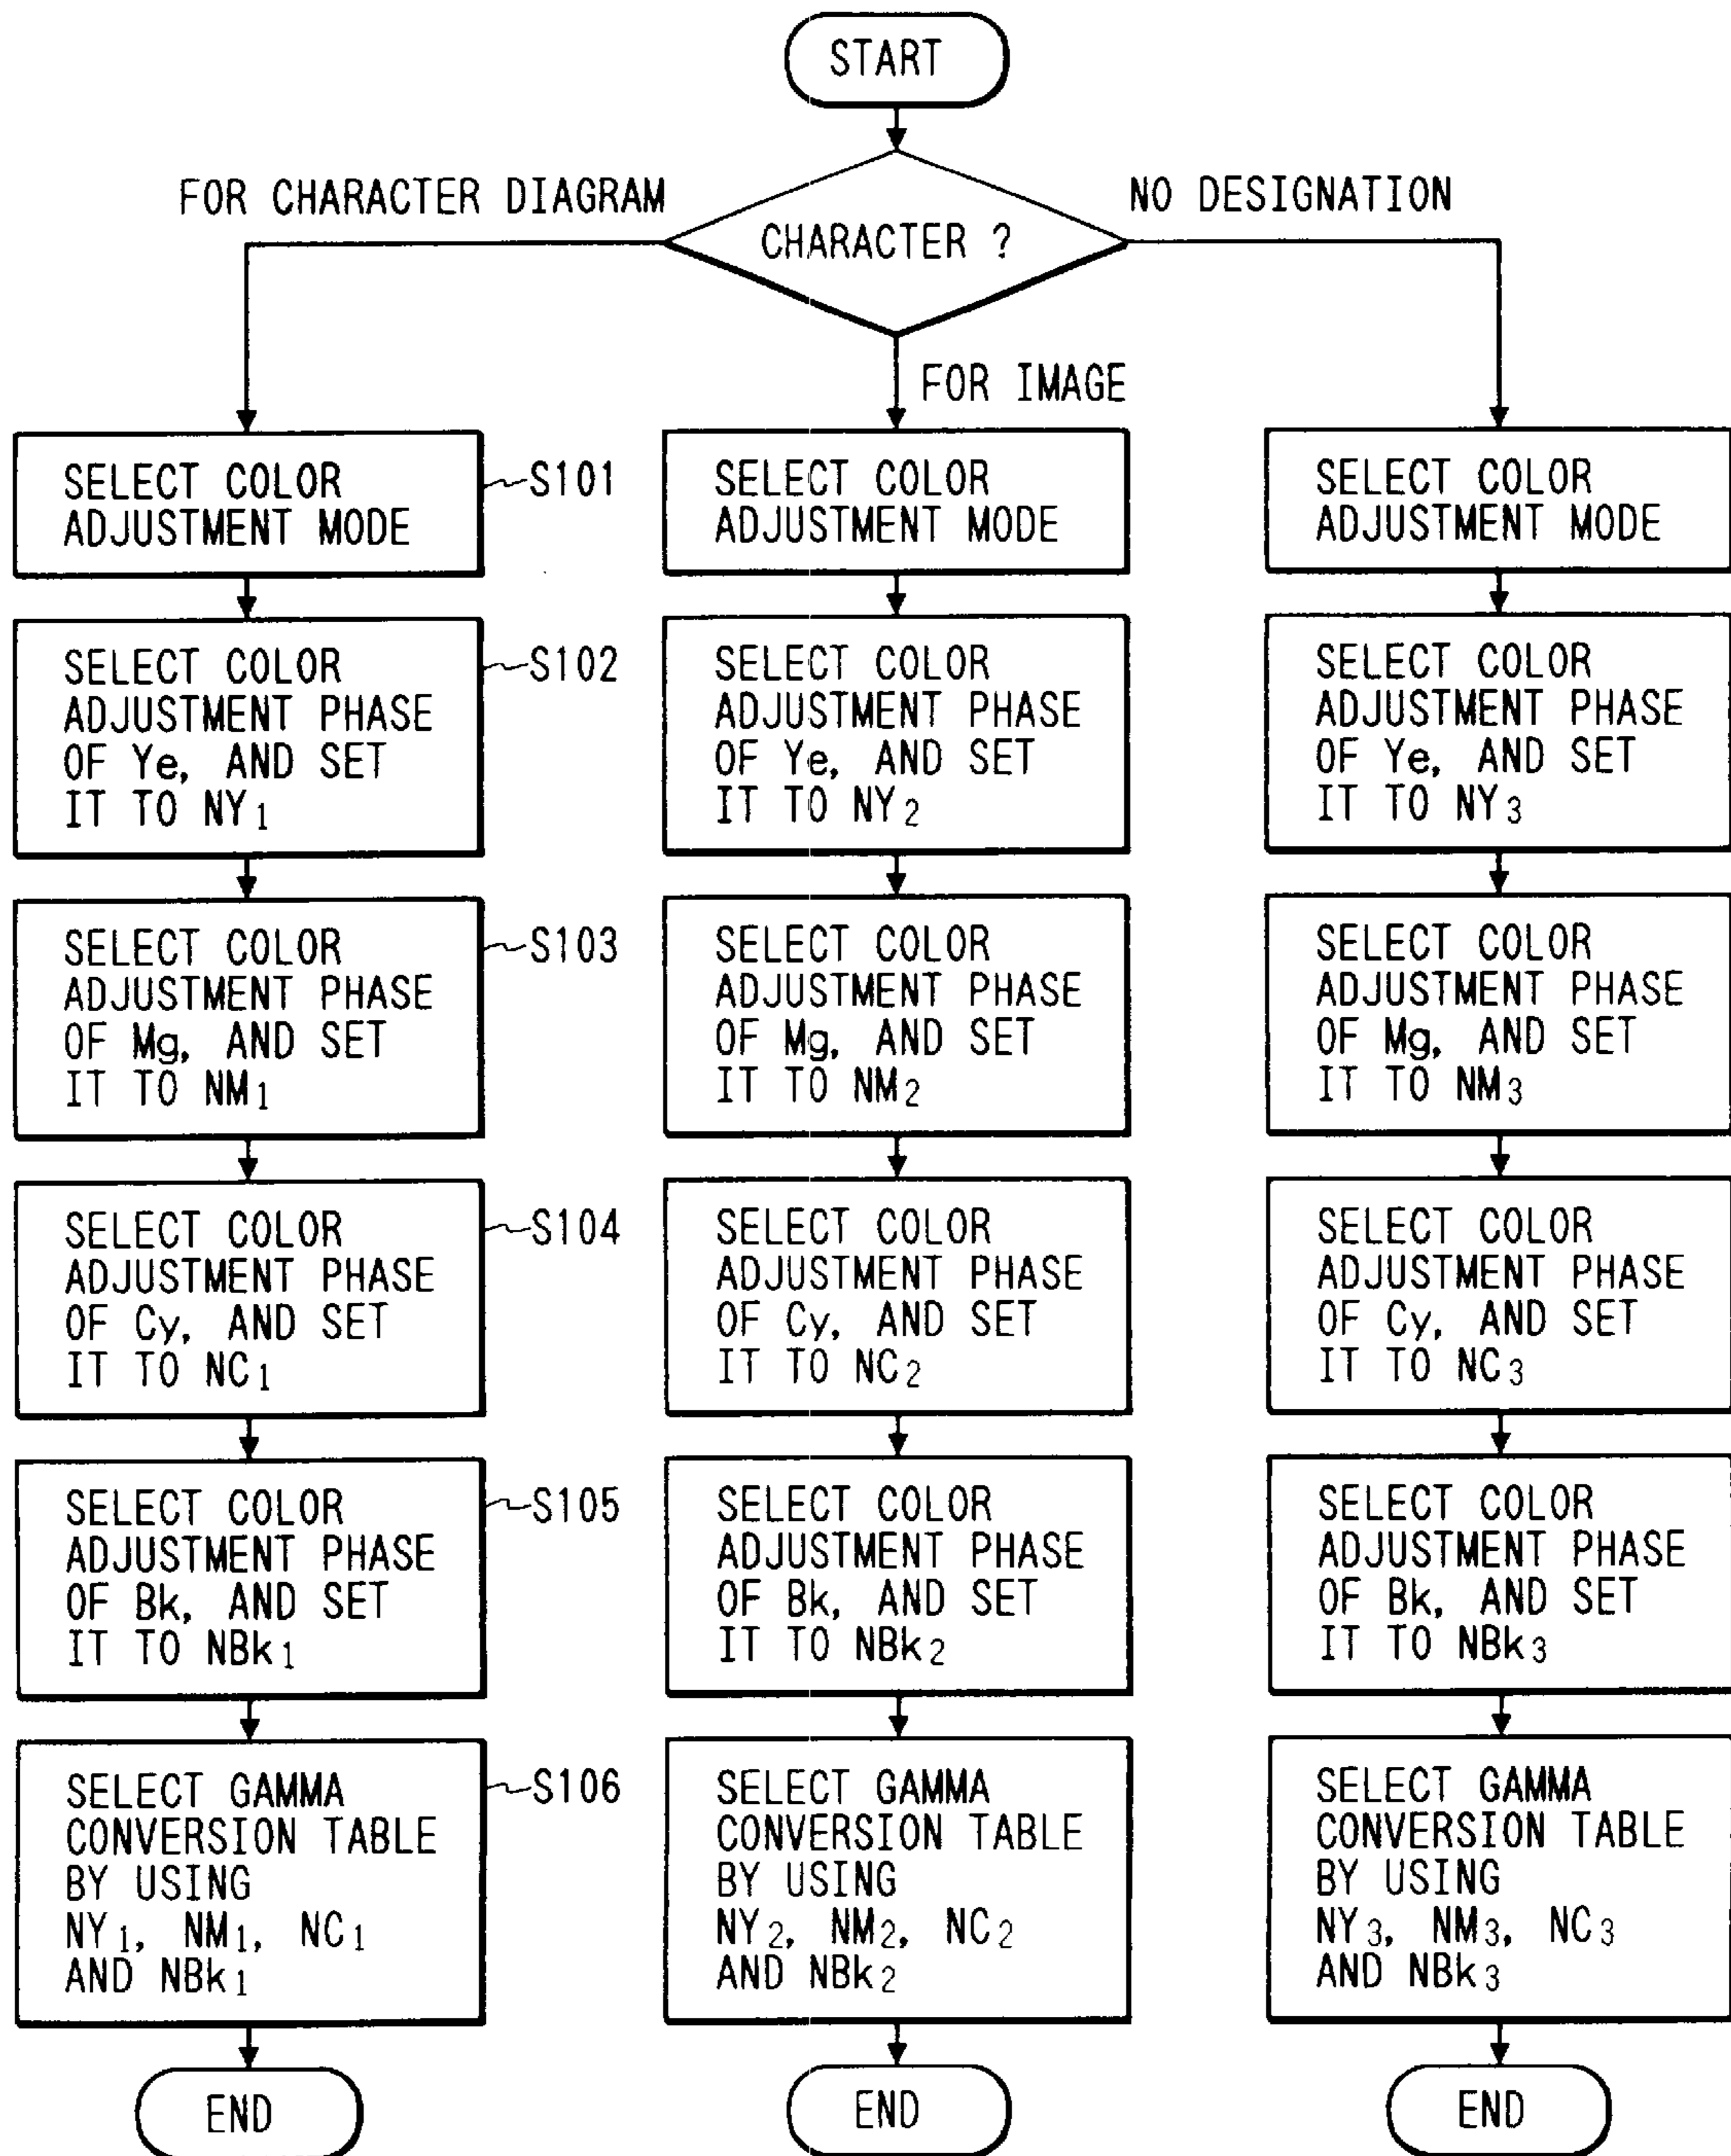 START
CHARACTER ?
FOR CHARACTER DIAGRAM
FOR IMAGE
NO DESIGNATION
SELECT COLOR
ADJUSTMENT MODE
S101
SELECT COLOR
ADJUSTMENT PHASE
OF Ye, AND SET
IT TO NY1
S102
SELECT COLOR
ADJUSTMENT PHASE
OF Mg, AND SET
IT TO NM1
S103
SELECT COLOR
ADJUSTMENT PHASE
OF Cy, AND SET
IT TO NC1
S104
SELECT COLOR
ADJUSTMENT PHASE
OF Bk, AND SET
IT TO NBk1
S105
SELECT GAMMA
CONVERSION TABLE
BY USING
NY1, NM1, NC1
AND NBk1
S106
END
SELECT COLOR
ADJUSTMENT MODE
SELECT COLOR
ADJUSTMENT PHASE
OF Ye, AND SET
IT TO NY2
SELECT COLOR
ADJUSTMENT PHASE
OF Mg, AND SET
IT TO NM2
SELECT COLOR
ADJUSTMENT PHASE
OF Cy, AND SET
IT TO NC2
SELECT COLOR
ADJUSTMENT PHASE
OF Bk, AND SET
IT TO NBk2
SELECT GAMMA
CONVERSION TABLE
BY USING
NY2, NM2, NC2
AND NBk2
END
SELECT COLOR
ADJUSTMENT MODE
SELECT COLOR
ADJUSTMENT PHASE
OF Ye, AND SET
IT TO NY3
SELECT COLOR
ADJUSTMENT PHASE
OF Mg, AND SET
IT TO NM3
SELECT COLOR
ADJUSTMENT PHASE
OF Cy, AND SET
IT TO NC3
SELECT COLOR
ADJUSTMENT PHASE
OF Bk, AND SET
IT TO NBk3
SELECT GAMMA
CONVERSION TABLE
BY USING
NY3, NM3, NC3
AND NBk3
END